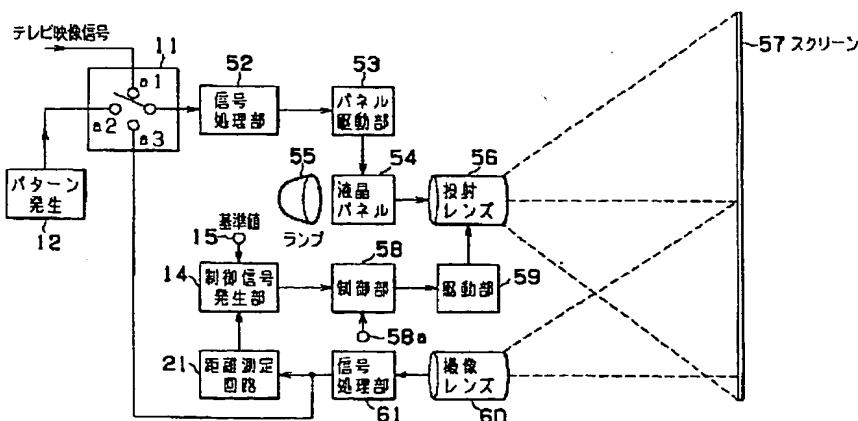 テレビ映像信号
11
a1
a2
a3
52
信号
処理部
53
パネル
駆動部
57 スクリーン
パターン
発生
12
55
ランプ
54
液晶
パネル
56
投射
レンズ
基準値
15
14
制御信号
発生部
58
制御部
58a
駆動部
59
21
距離測定
回路
信号
処理部
61
撮像
レンズ
60